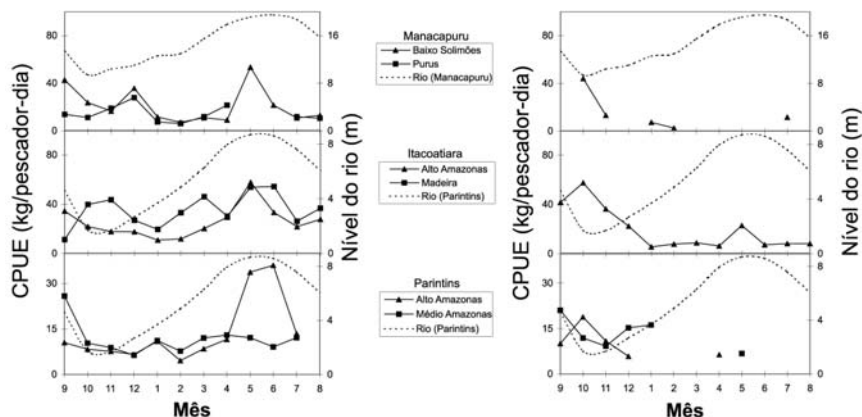 CPUE (kg/pescador-dia)
80
40
0
80
40
0
30
15
0
9 10 11 12 1 2 3 4 5 6 7 8
Mês
16
8
0
8
4
0
8
4
0
Nível do rio (m)
Manacapuru
Baixo Solimões
Purus
Rio (Manacapuru)
Itacoatiara
Alto Amazonas
Madeira
Rio (Parintins)
Parintins
Alto Amazonas
Médio Amazonas
Rio (Parintins)
CPUE (kg/pescador-dia)
80
40
0
80
40
0
30
15
0
9 10 11 12 1 2 3 4 5 6 7 8
Mês
16
8
0
8
4
0
8
4
0
Nível do rio (m)